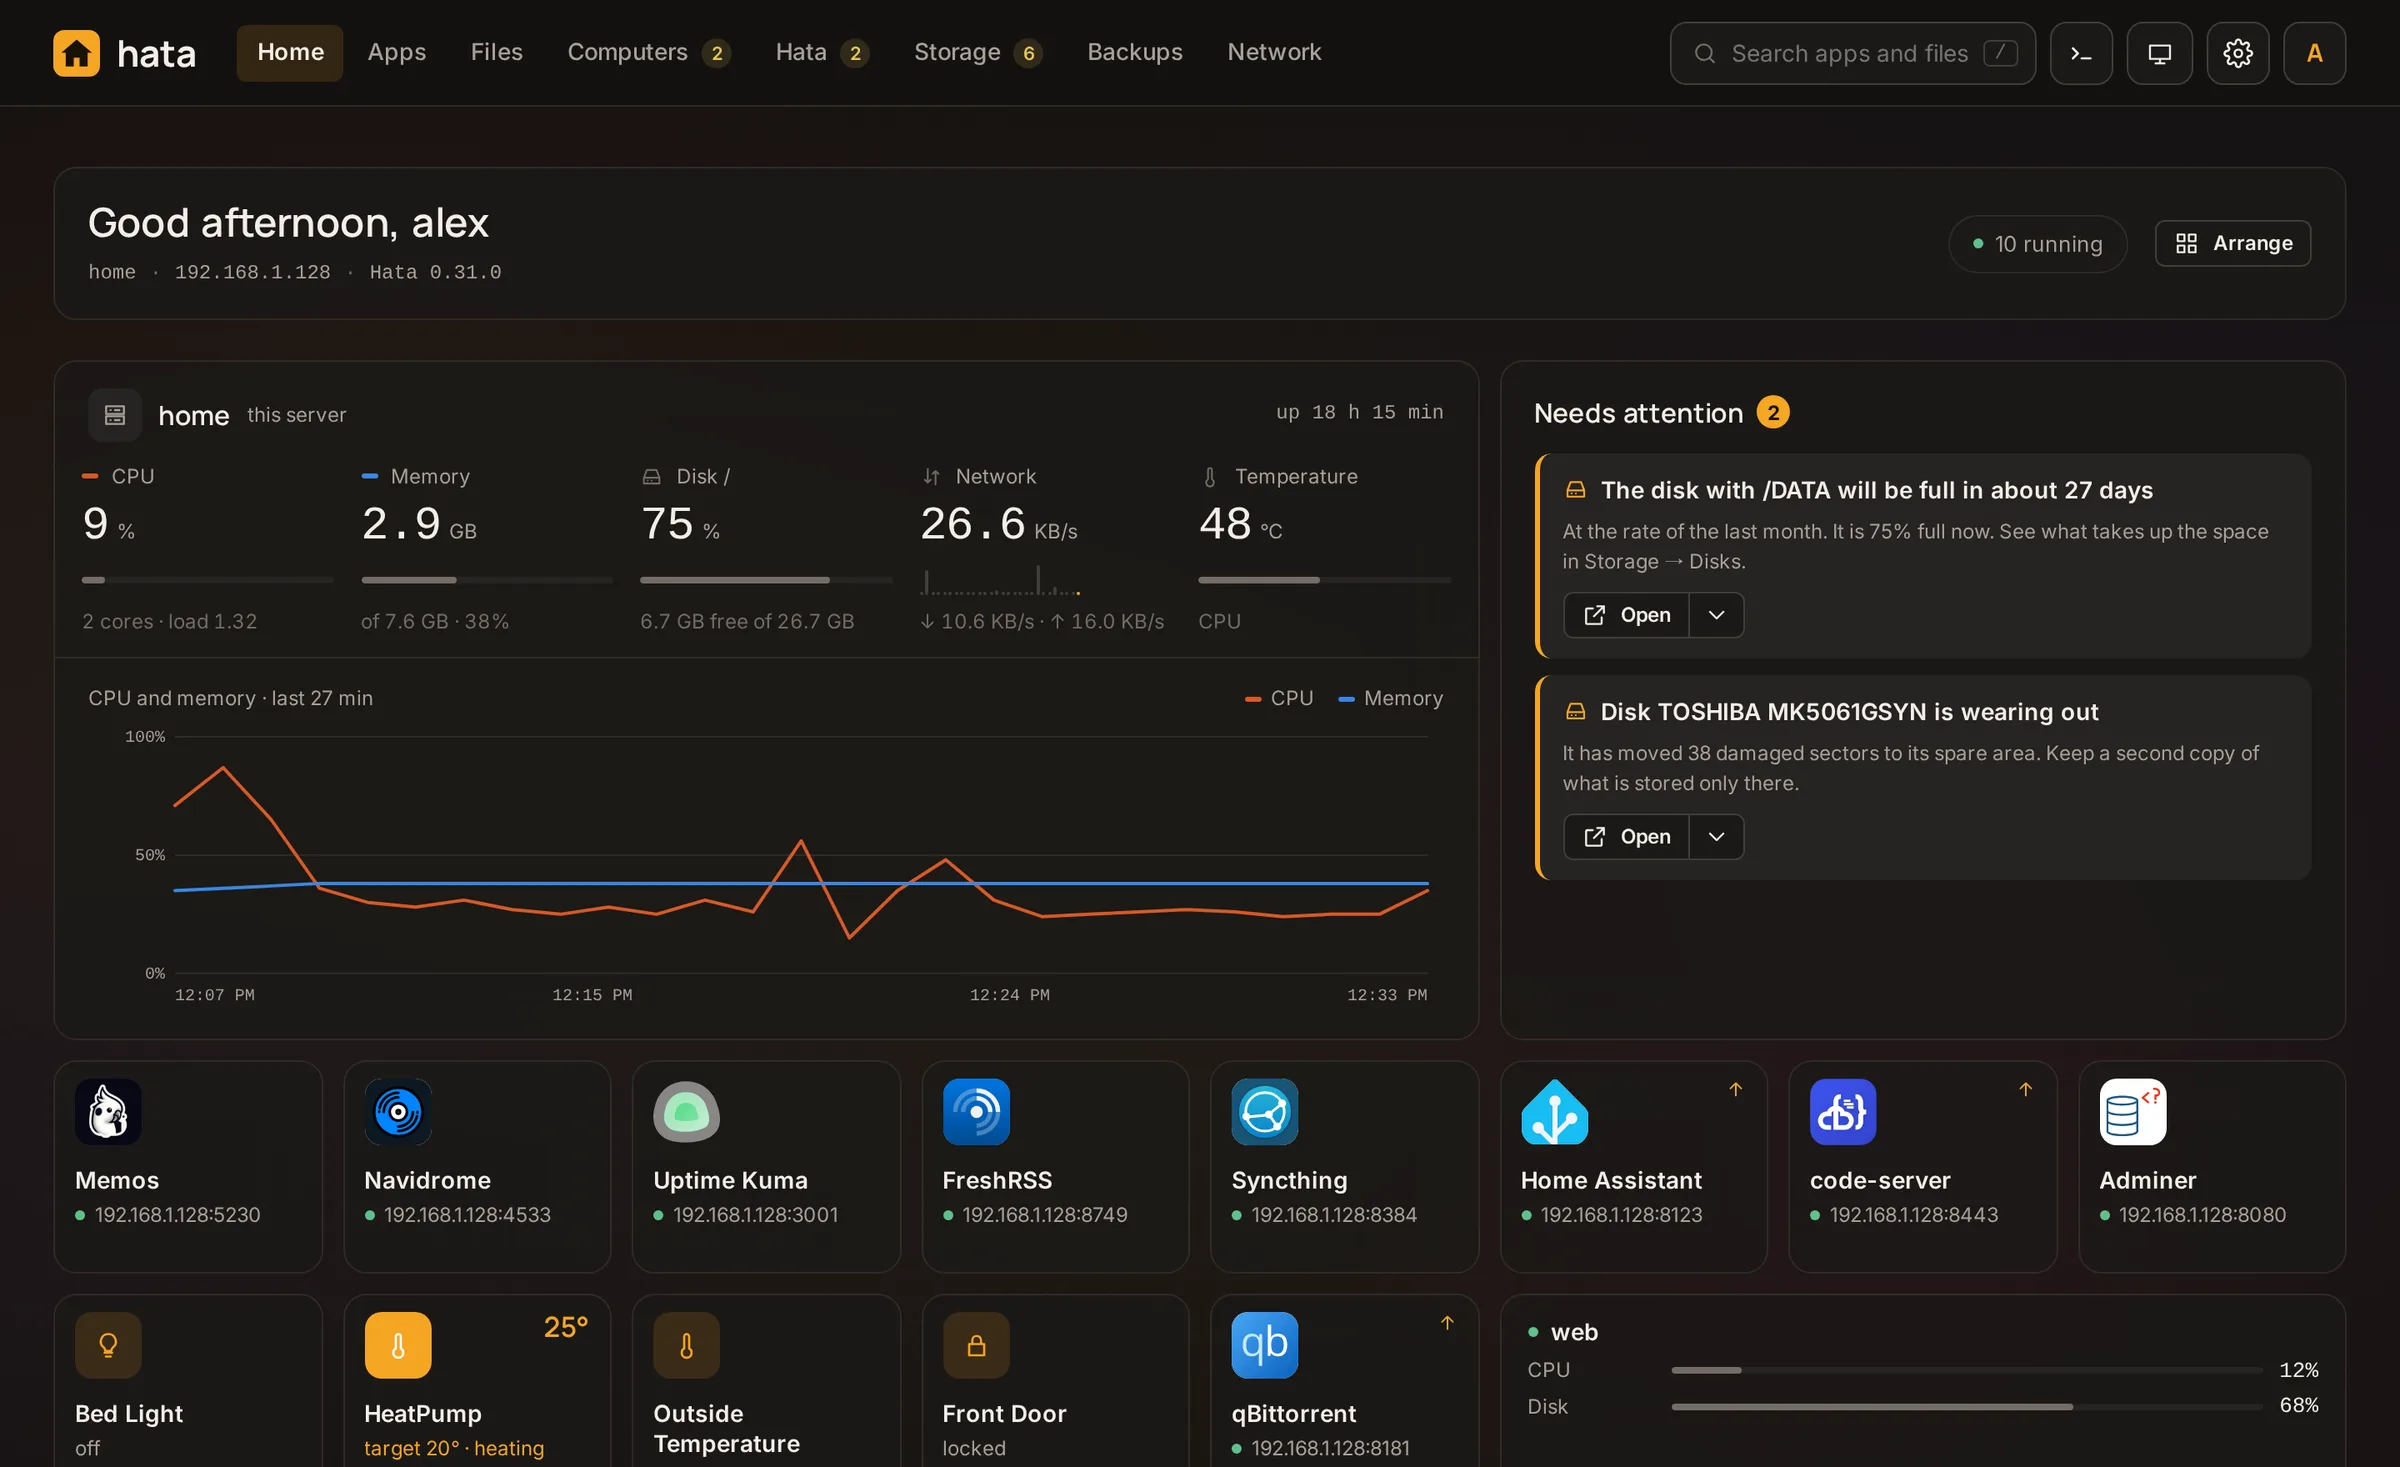 hata
Home
Apps
Files
Computers 2
Hata 2
Storage 6
Backups
Network
Search apps and files /
A
Good afternoon, alex
home · 192.168.1.128 · Hata 0.31.0
10 running
Arrange
home this server
up 18 h 15 min
CPU
9 %
2 cores · load 1.32
Memory
2.9 GB
of 7.6 GB · 38%
Disk /
75 %
6.7 GB free of 26.7 GB
Network
26.6 KB/s
↓ 10.6 KB/s · ↑ 16.0 KB/s
Temperature
48 °C
CPU
CPU and memory · last 27 min
CPU
Memory
100%
50%
0%
12:07 PM
12:15 PM
12:24 PM
12:33 PM
Needs attention 2
The disk with /DATA will be full in about 27 days
At the rate of the last month. It is 75% full now. See what takes up the space
in Storage → Disks.
Open
Disk TOSHIBA MK5061GSYN is wearing out
It has moved 38 damaged sectors to its spare area. Keep a second copy of
what is stored only there.
Open
Memos
192.168.1.128:5230
Navidrome
192.168.1.128:4533
Uptime Kuma
192.168.1.128:3001
FreshRSS
192.168.1.128:8749
Syncthing
192.168.1.128:8384
↑
Home Assistant
192.168.1.128:8123
↑
code-server
192.168.1.128:8443
<?
Adminer
192.168.1.128:8080
Bed Light
off
25°
HeatPump
target 20° · heating
Outside
Temperature
Front Door
locked
qb
↑
qBittorrent
192.168.1.128:8181
web
CPU
12%
Disk
68%